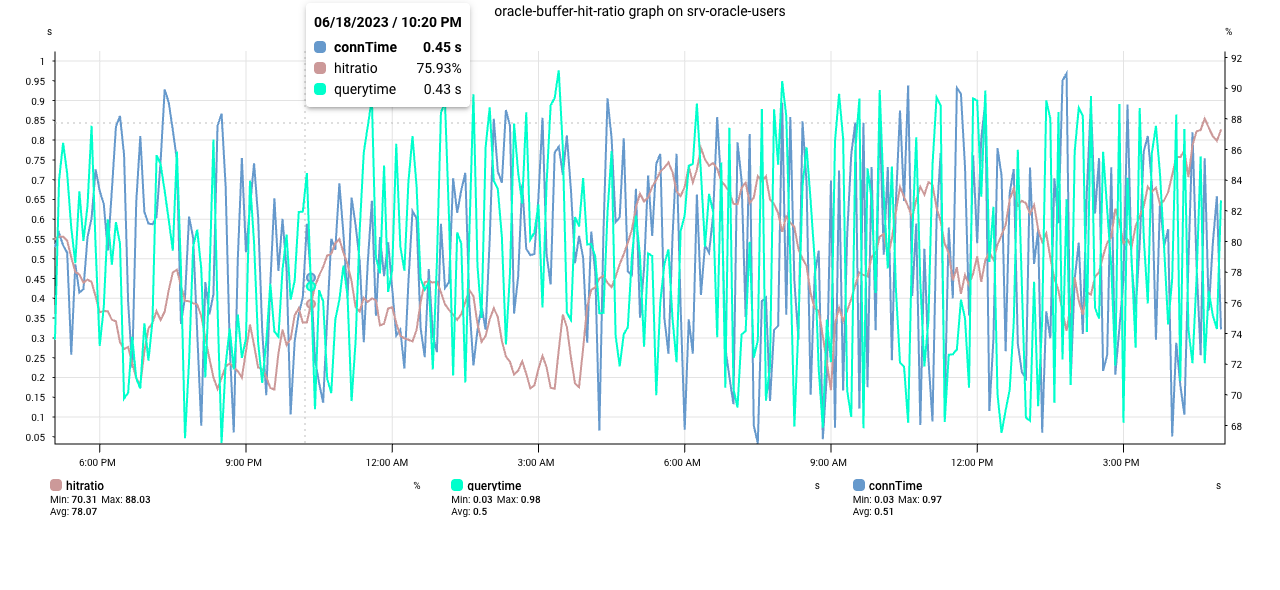 oracle-buffer-hit-ratio graph on srv-oracle-users
06/18/2023 / 10:20 PM
connTime 0.45 s
hitratio 75.93%
querytime 0.43 s
s
%
1
0.95
0.9
0.85
0.8
0.75
0.7
0.65
0.6
0.55
0.5
0.45
0.4
0.35
0.3
0.25
0.2
0.15
0.1
0.05
92
90
88
86
84
82
80
78
76
74
72
70
68
6:00 PM 9:00 PM 12:00 AM 3:00 AM 6:00 AM 9:00 AM 12:00 PM 3:00 PM
hitratio %
Min: 70.31 Max: 88.03
Avg: 78.07
querytime s
Min: 0.03 Max: 0.98
Avg: 0.5
connTime s
Min: 0.03 Max: 0.97
Avg: 0.51